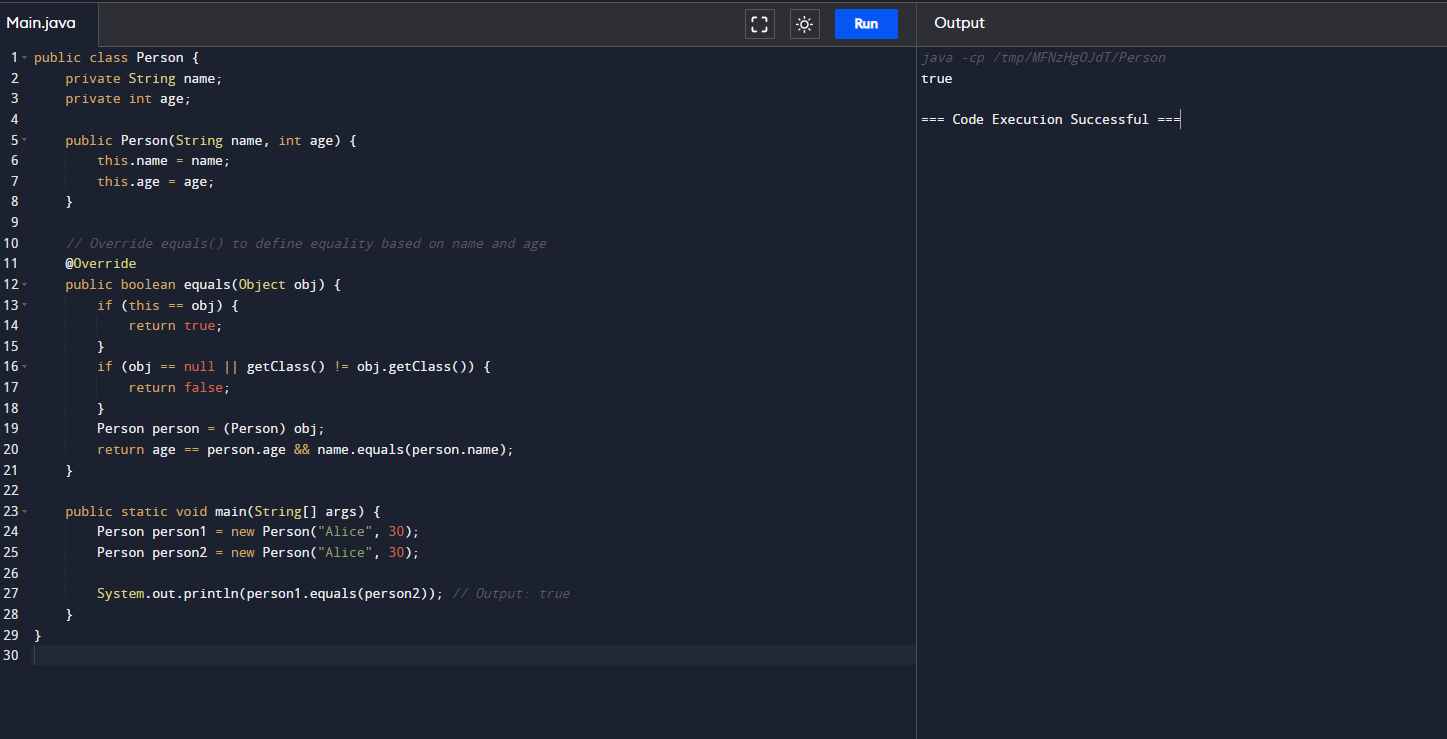 Main.java
Run
Output
1 public class Person {
2     private String name;
3     private int age;
4
5     public Person(String name, int age) {
6         this.name = name;
7         this.age = age;
8     }
9
10     // Override equals() to define equality based on name and age
11     @Override
12     public boolean equals(Object obj) {
13         if (this == obj) {
14             return true;
15         }
16         if (obj == null || getClass() != obj.getClass()) {
17             return false;
18         }
19         Person person = (Person) obj;
20         return age == person.age && name.equals(person.name);
21     }
22
23     public static void main(String[] args) {
24         Person person1 = new Person("Alice", 30);
25         Person person2 = new Person("Alice", 30);
26
27         System.out.println(person1.equals(person2)); // Output: true
28     }
29 }
30
java -cp /tmp/MFNzHgOJdT/Person
true
=== Code Execution Successful ===